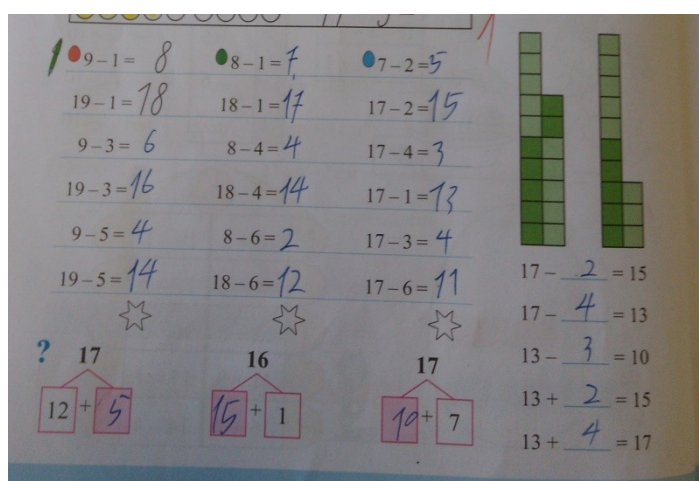 9 – 1 = 8
19 – 1 = 18
9 – 3 = 6
19 – 3 = 16
9 – 5 = 4
19 – 5 = 14
8 – 1 = 7
18 – 1 = 17
8 – 4 = 4
18 – 4 = 14
8 – 6 = 2
18 – 6 = 12
7 – 2 = 5
17 – 2 = 15
17 – 4 = 3
17 – 1 = 13
17 – 3 = 4
17 – 6 = 11
17 – 2 = 15
17 – 4 = 13
13 – 3 = 10
13 + 2 = 15
13 + 4 = 17
? 17
12 + 5
16
15 + 1
17
10 + 7